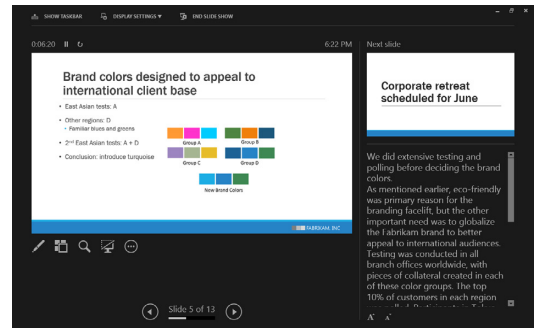 SHOW TASKBAR
DISPLAY SETTINGS ▼
END SLIDE SHOW
0:06:20
6:22 PM
Brand colors designed to appeal to
international client base
• East Asian tests: A
• Other regions: D
• Familiar blues and greens
• 2nd East Asian tests: A + D
• Conclusion: introduce turquoise
Group A
Group B
Group C
Group D
New Brand Colors
FABRIKAM, INC
Slide 5 of 13
Next slide
Corporate retreat
scheduled for June
We did extensive testing and
polling before deciding the brand
colors.
As mentioned earlier, eco-friendly
was primary reason for the
branding facelift, but the other
important need was to globalize
the Fabrikam brand to better
appeal to international audiences.
Testing was conducted in all
branch offices worldwide, with
pieces of collateral created in each
of these color groups. The top
10% of customers in each region
A A